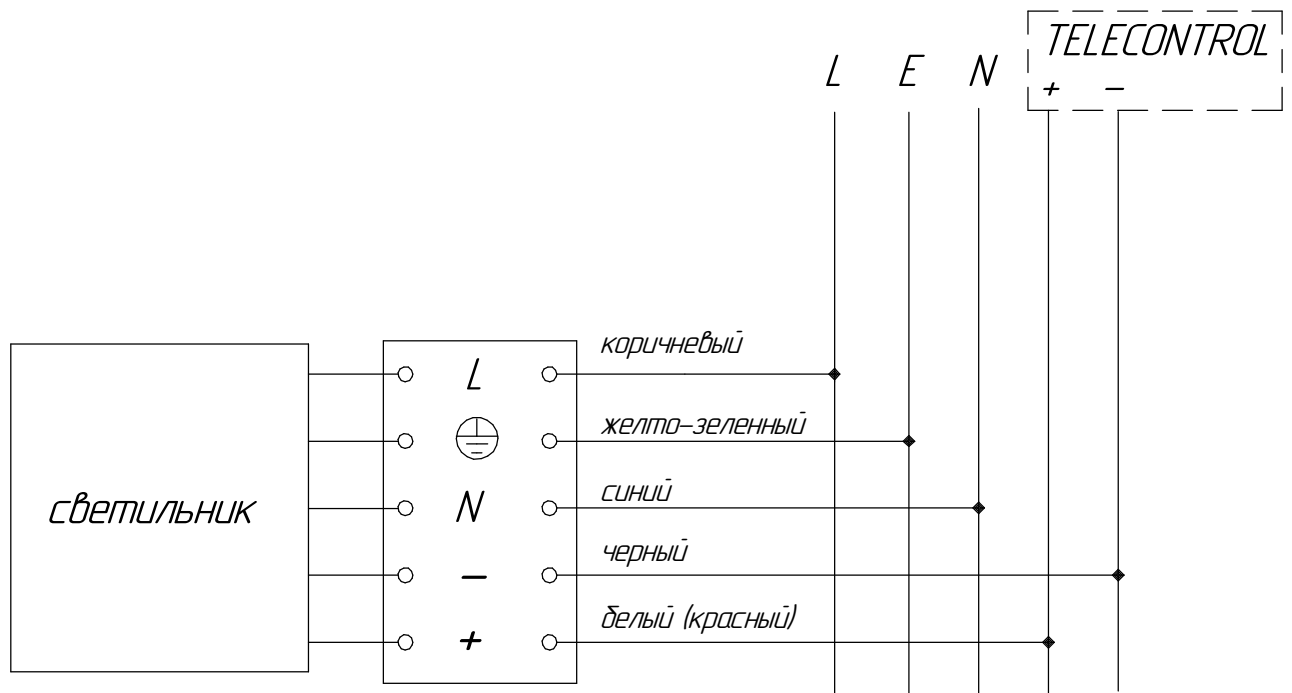 TELECONTROL
L E N + −
коричневый
L
желто-зеленный
светильник
N
синий
черный
−
белый (красный)
+